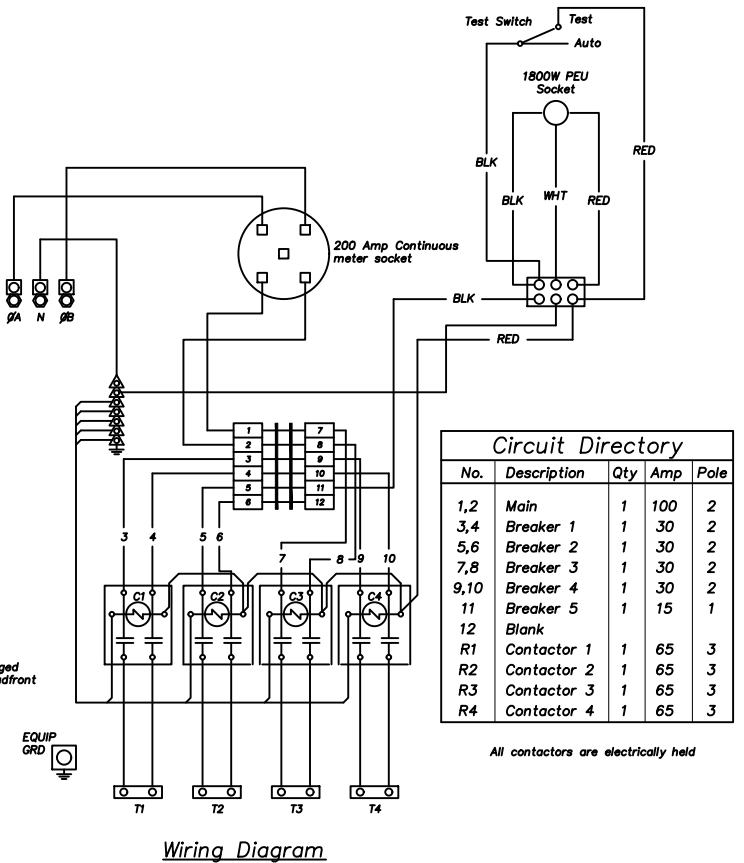 Test Switch
Test
Auto
1800W PEU
Socket
RED
BLK
BLK
WHT
RED
200 Amp Continuous
meter socket
ØA
N
ØB
BLK
RED
1
7
2
8
3
9
4
10
5
11
6
12
3
4
5
6
7
8
9
10
C1
C2
C3
C4
ged
dfront
EQUIP
GRD
T1
T2
T3
T4
Circuit Directory
No. Description Qty Amp Pole
1,2 Main 1 100 2
3,4 Breaker 1 1 30 2
5,6 Breaker 2 1 30 2
7,8 Breaker 3 1 30 2
9,10 Breaker 4 1 30 2
11 Breaker 5 1 15 1
12 Blank
R1 Contactor 1 1 65 3
R2 Contactor 2 1 65 3
R3 Contactor 3 1 65 3
R4 Contactor 4 1 65 3
All contactors are electrically held
Wiring Diagram